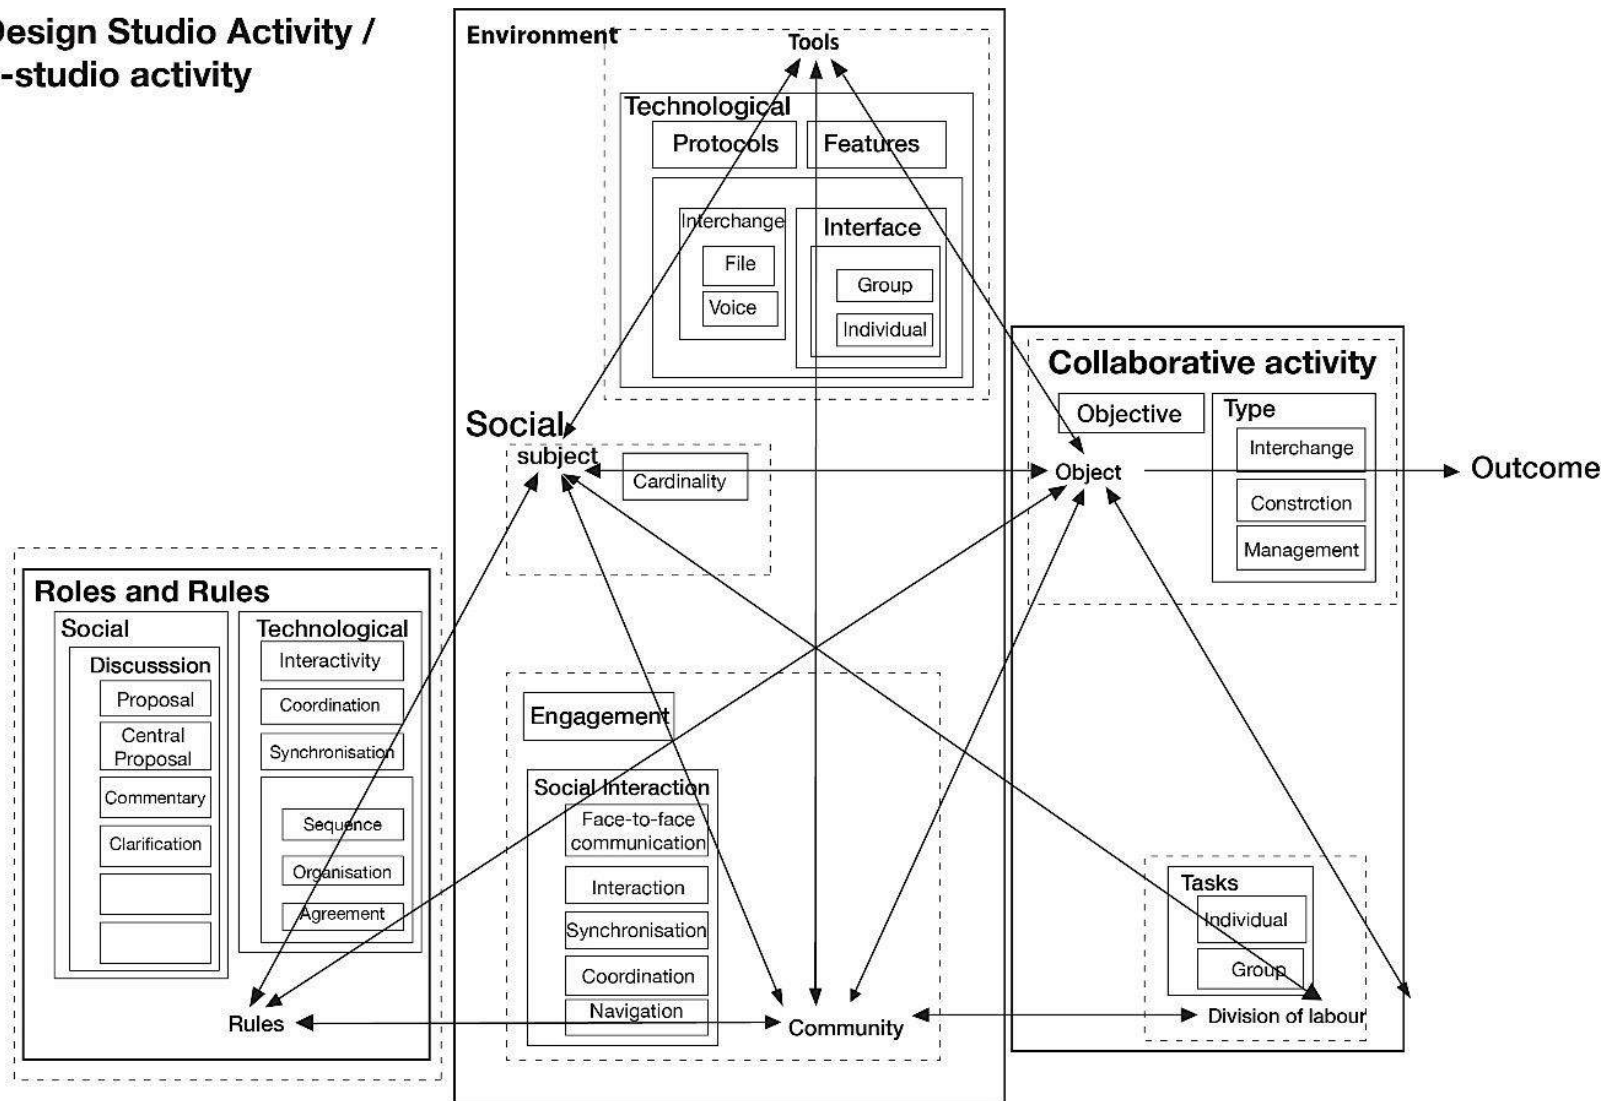 Design Studio Activity /
-studio activity
Environment
Tools
Technological
Protocols
Features
Interchange
File
Voice
Interface
Group
Individual
Social
subject
Cardinality
Collaborative activity
Objective
Type
Interchange
Constrction
Management
Object
Outcome
Roles and Rules
Social
Discusssion
Proposal
Central
Proposal
Commentary
Clarification
Technological
Interactivity
Coordination
Synchronisation
Sequence
Organisation
Agreement
Rules
Engagement
Social Interaction
Face-to-face
communication
Interaction
Synchronisation
Coordination
Navigation
Community
Tasks
Individual
Group
Division of labour